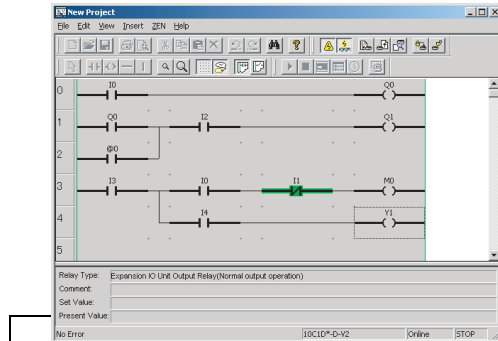 New Project
File Edit View Insert ZEN Help
0 I0 Q0
1 Q0 I2 Q1
2 @0
3 I3 I0 I1 M0
4 I4 Y1
5
Relay Type: Expansion IO Unit Output Relay(Normal output operation)
Comment:
Set Value:
Present Value:
No Error 10C1D*-D-V2 Online STOP